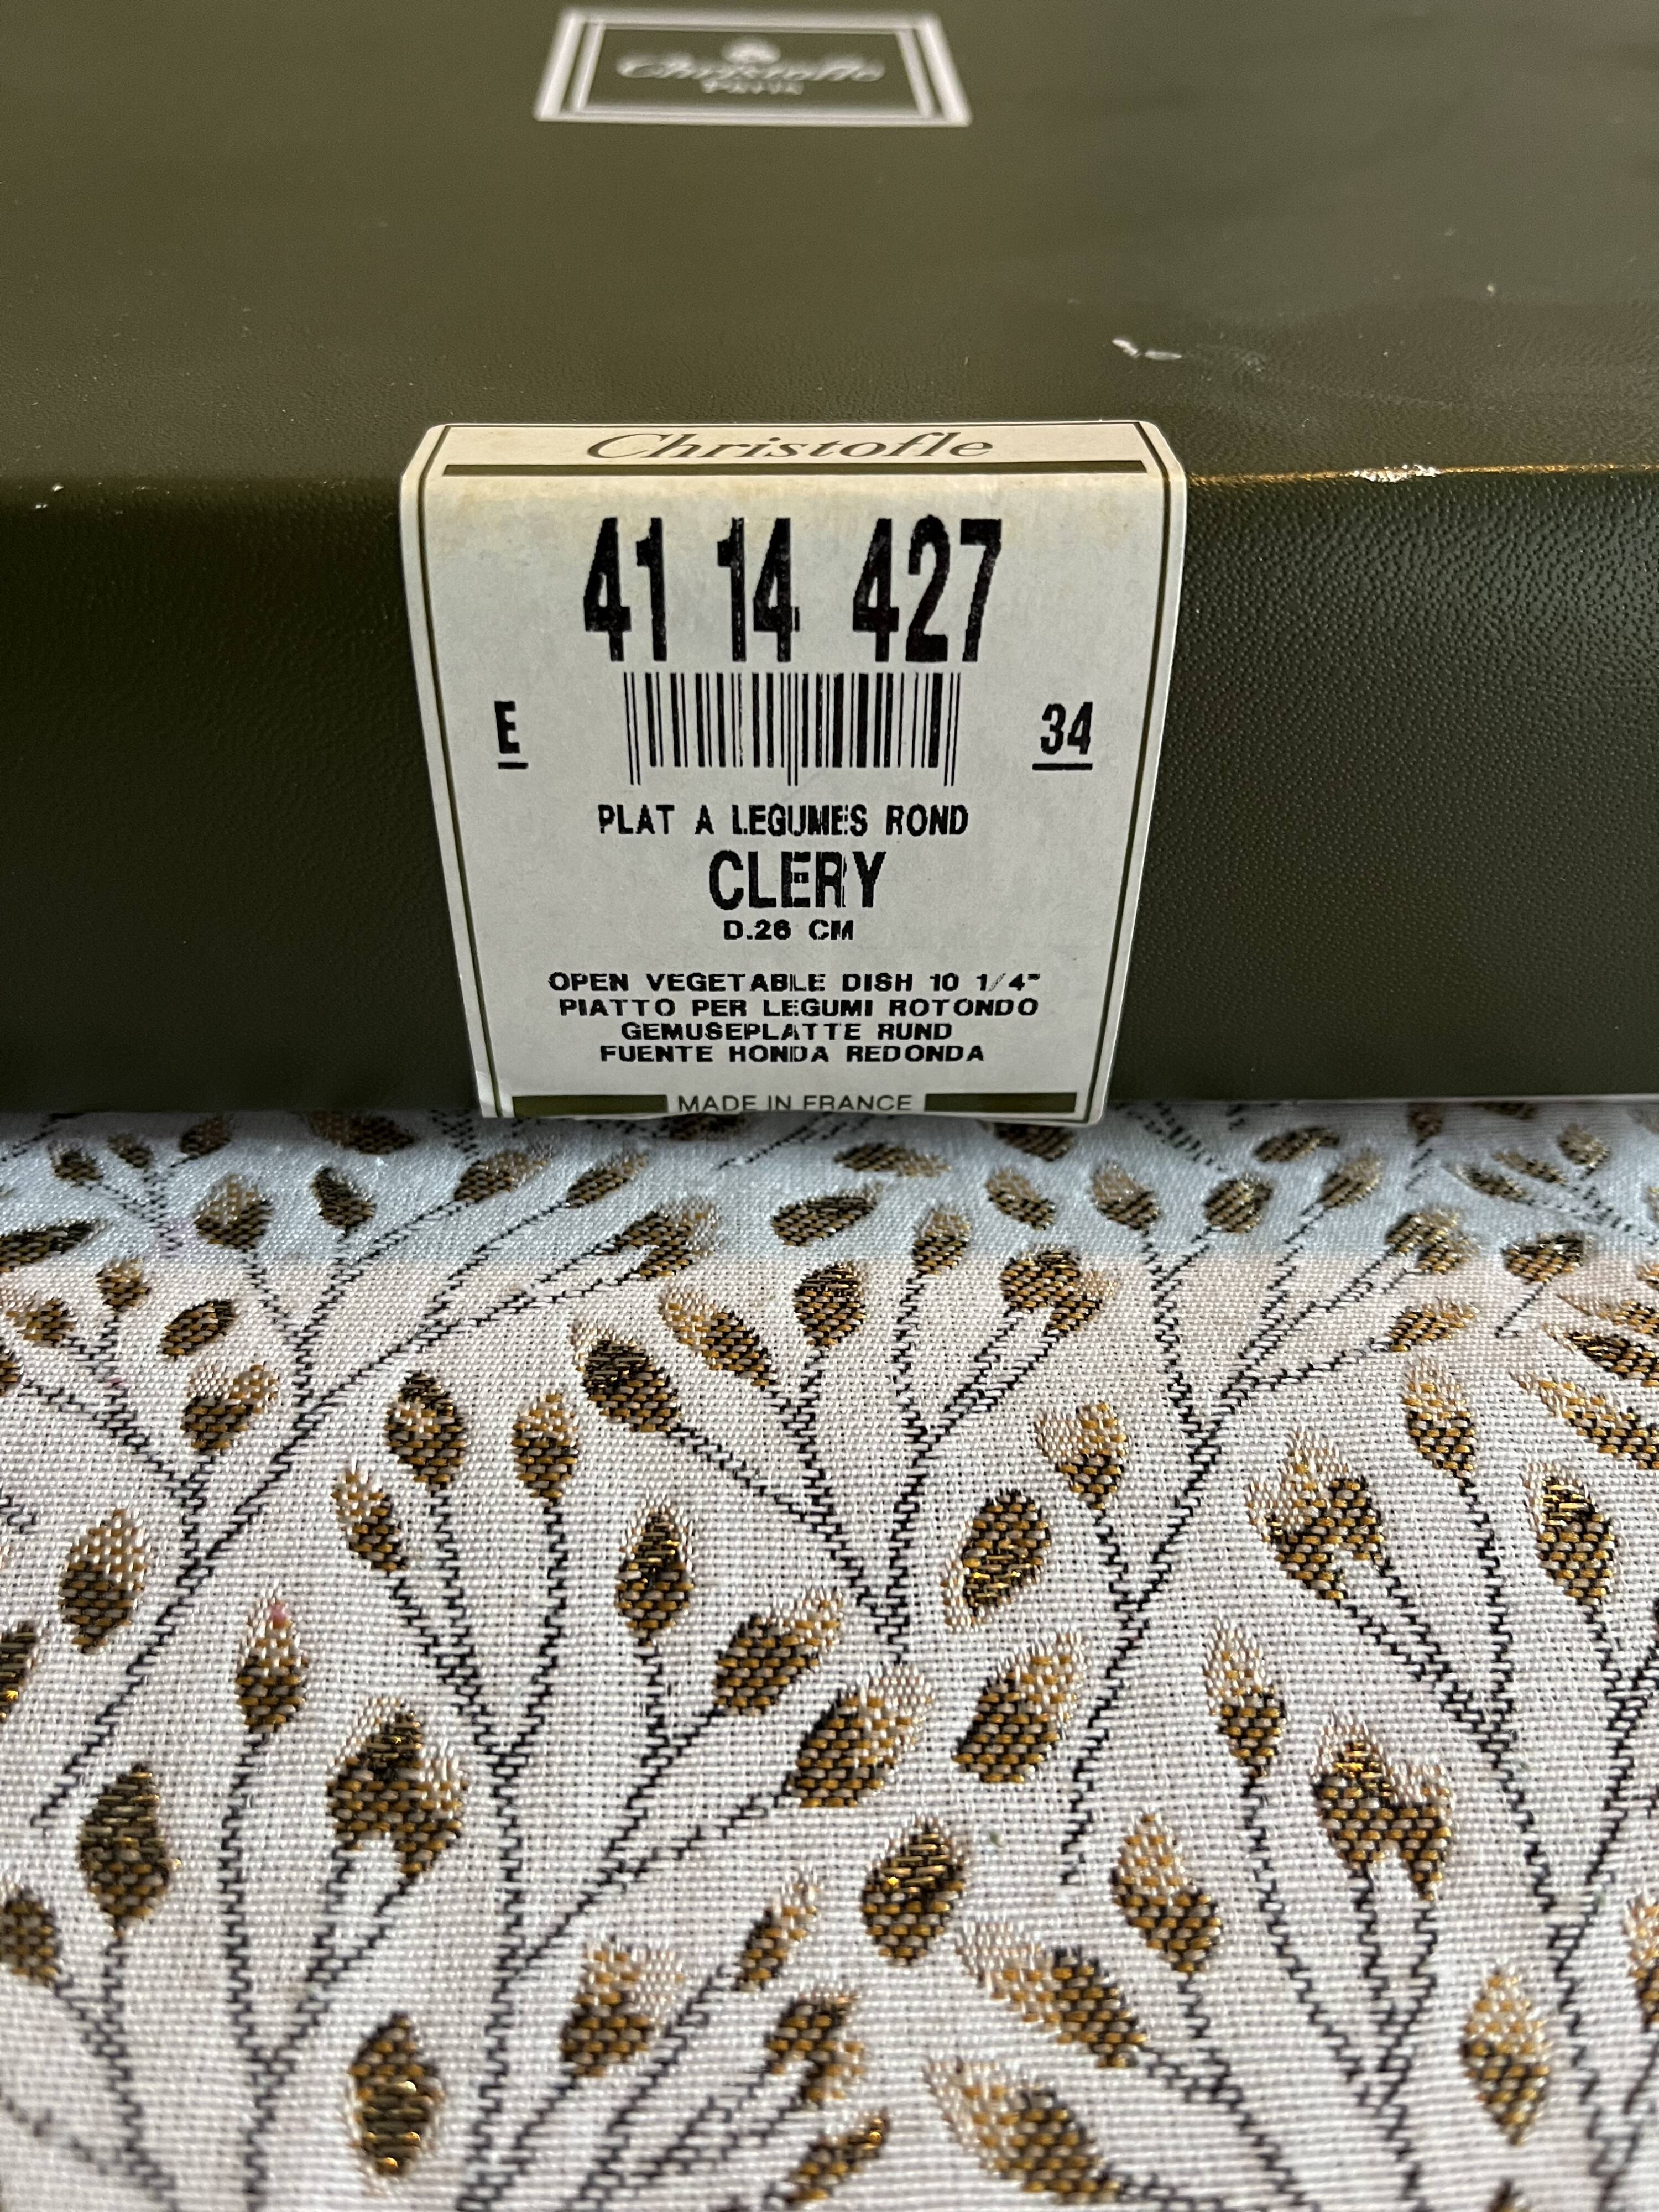 Christofle
PARIS
Christofle
41 14 427
E
34
PLAT A LEGUMES ROND
CLERY
D.26 CM
OPEN VEGETABLE DISH 10 1/4"
PIATTO PER LEGUMI ROTONDO
GEMUSEPLATTE RUND
FUENTE HONDA REDONDA
MADE IN FRANCE